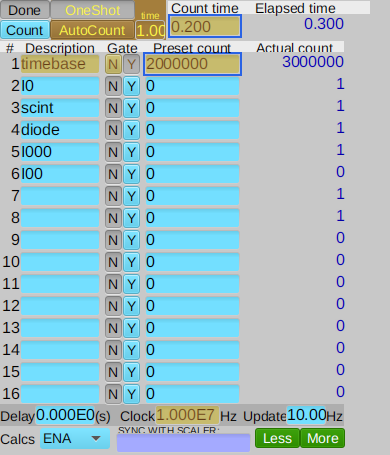 Done OneShot Count time Elapsed time
Count AutoCount time 1.00 0.200 0.300
# Description Gate Preset count Actual count
1 timebase N Y 2000000 3000000
2 I0 N Y 0 1
3 scint N Y 0 1
4 diode N Y 0 1
5 I000 N Y 0 1
6 I00 N Y 0 0
7 N Y 0 1
8 N Y 0 1
9 N Y 0 0
10 N Y 0 0
11 N Y 0 0
12 N Y 0 0
13 N Y 0 0
14 N Y 0 0
15 N Y 0 0
16 N Y 0 0
Delay 0.000E0 (s) Clock 1.000E7 Hz Update 10.00 Hz
Calcs ENA SYNC WITH SCALER: Less More